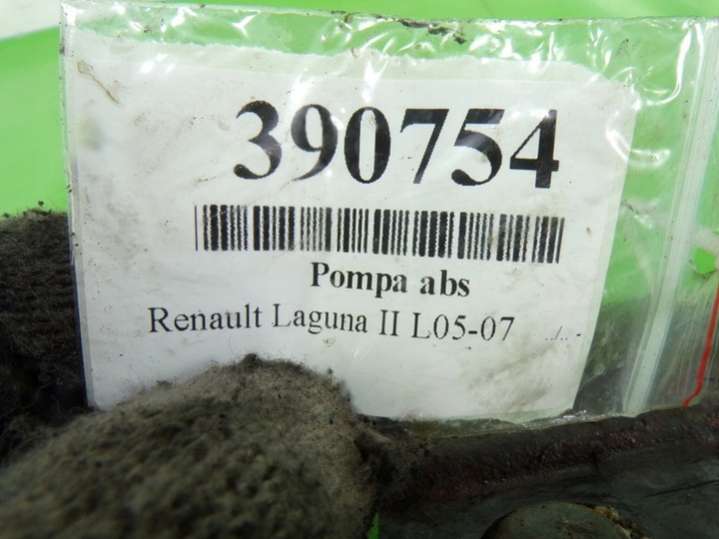 390754
Pompa abs
Renault Laguna II L05-07 ../.. -